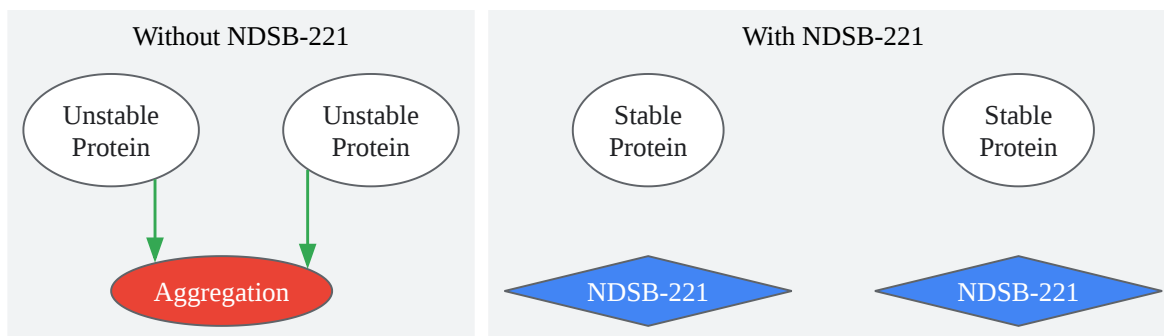 Without NDSB-221
Unstable
Protein
Unstable
Protein
Aggregation
With NDSB-221
Stable
Protein
Stable
Protein
NDSB-221
NDSB-221